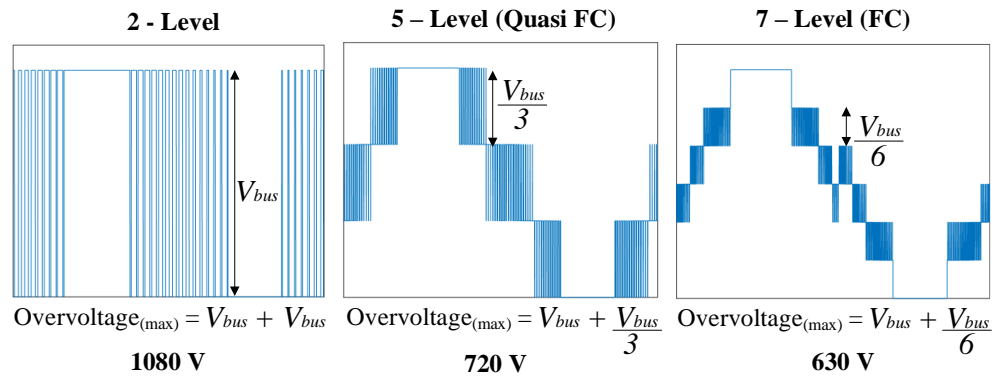 2 - Level
5 – Level (Quasi FC)
7 – Level (FC)
Vbus
Vbus
3
Vbus
6
Overvoltage(max) = Vbus + Vbus
1080 V
Overvoltage(max) = Vbus + Vbus
3
720 V
Overvoltage(max) = Vbus + Vbus
6
630 V